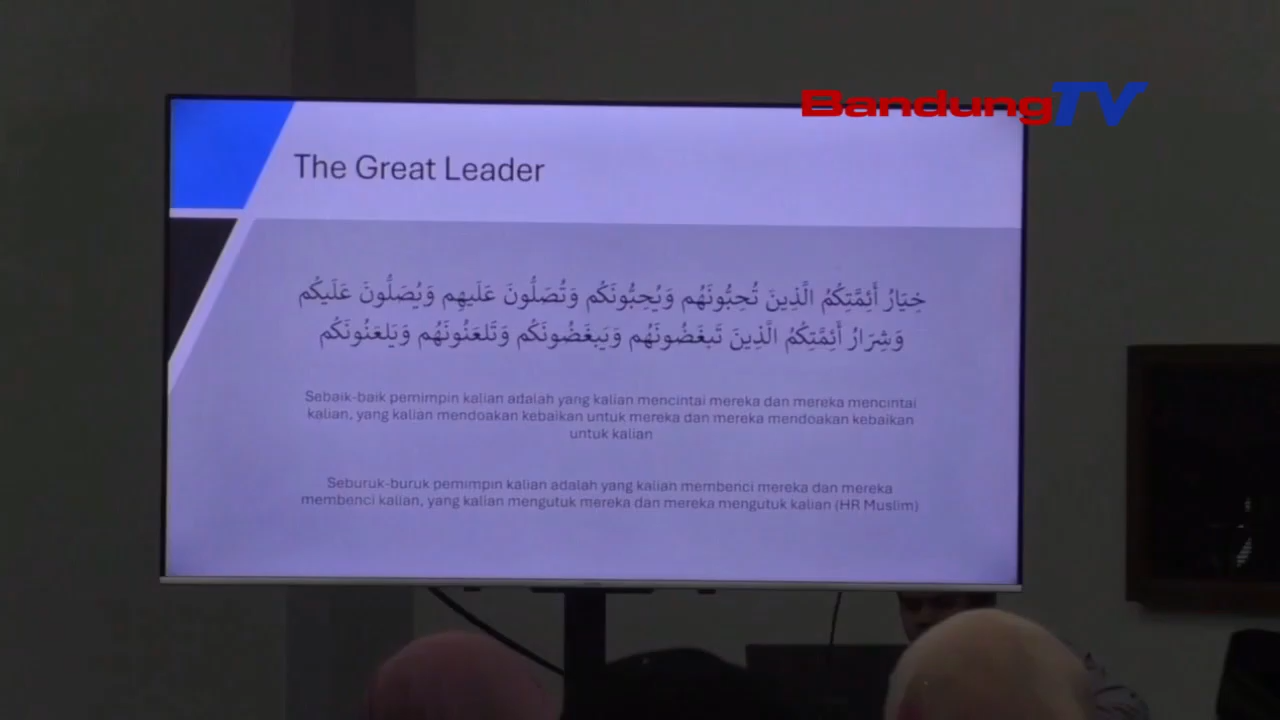 BandungTV
The Great Leader
خِيَارُ أَئِمَّتِكُمُ الَّذِينَ تُحِبُّونَهُم وَيُحِبُّونَكُم وَتُصَلُّونَ عَلَيهِم وَيُصَلُّونَ عَلَيكُم
وَشِرَارُ أَئِمَّتِكُمُ الَّذِينَ تَبغَضُونَهُم وَيَبغَضُونَكُم وَتَلعَنُونَهُم وَيَلعَنُونَكُم
Sebaik-baik pemimpin kalian adalah yang kalian mencintai mereka dan mereka mencintai
kalian, yang kalian mendoakan kebaikan untuk mereka dan mereka mendoakan kebaikan
untuk kalian
Seburuk-buruk pemimpin kalian adalah yang kalian membenci mereka dan mereka
membenci kalian, yang kalian mengutuk mereka dan mereka mengutuk kalian (HR Muslim)